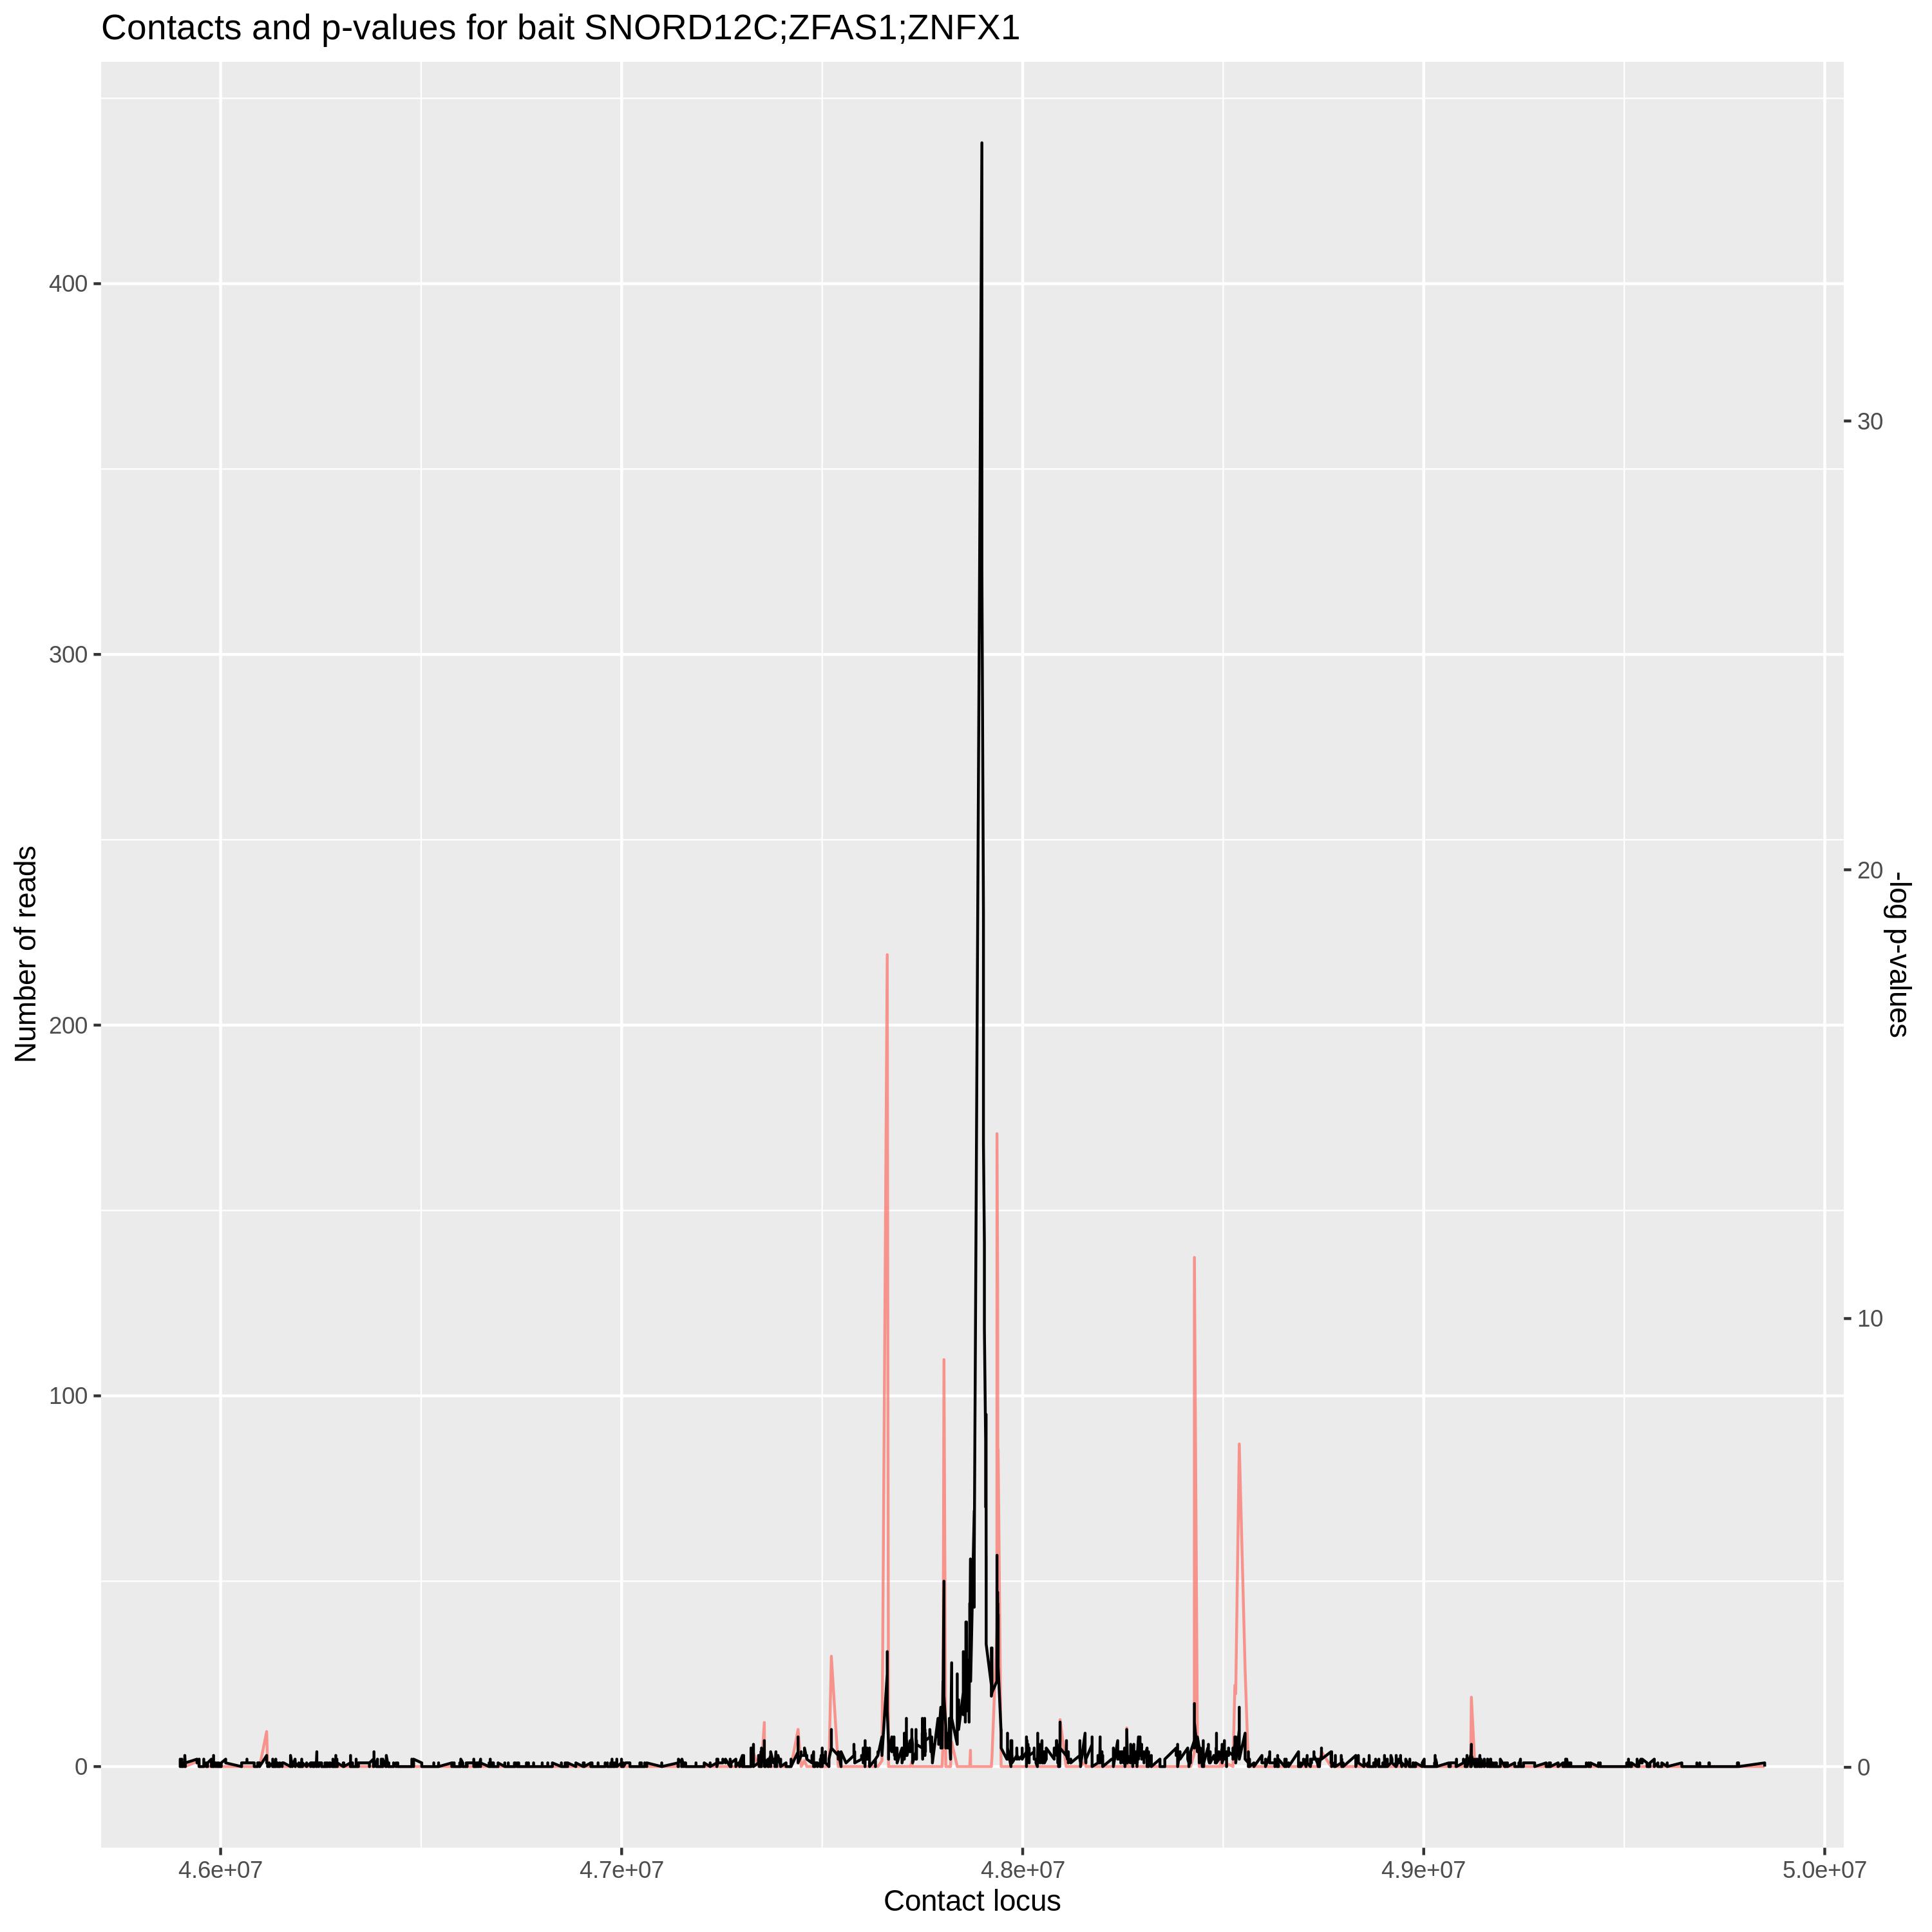 Contacts and p-values for bait SNORD12C;ZFAS1;ZNFX1
Number of reads
400
300
200
100
0
30
20
10
0
-log p-values
4.6e+07 4.7e+07 4.8e+07 4.9e+07 5.0e+07
Contact locus